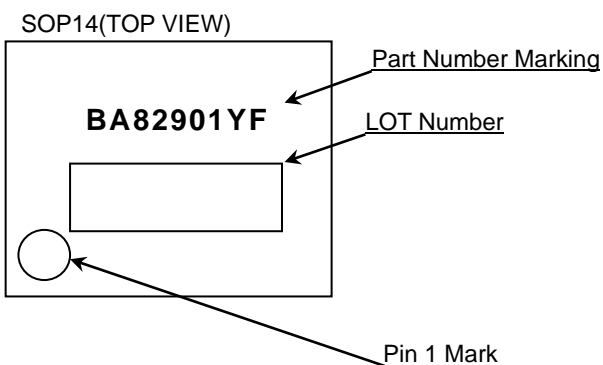 SOP14(TOP VIEW)
Part Number Marking
BA82901YF
LOT Number
Pin 1 Mark